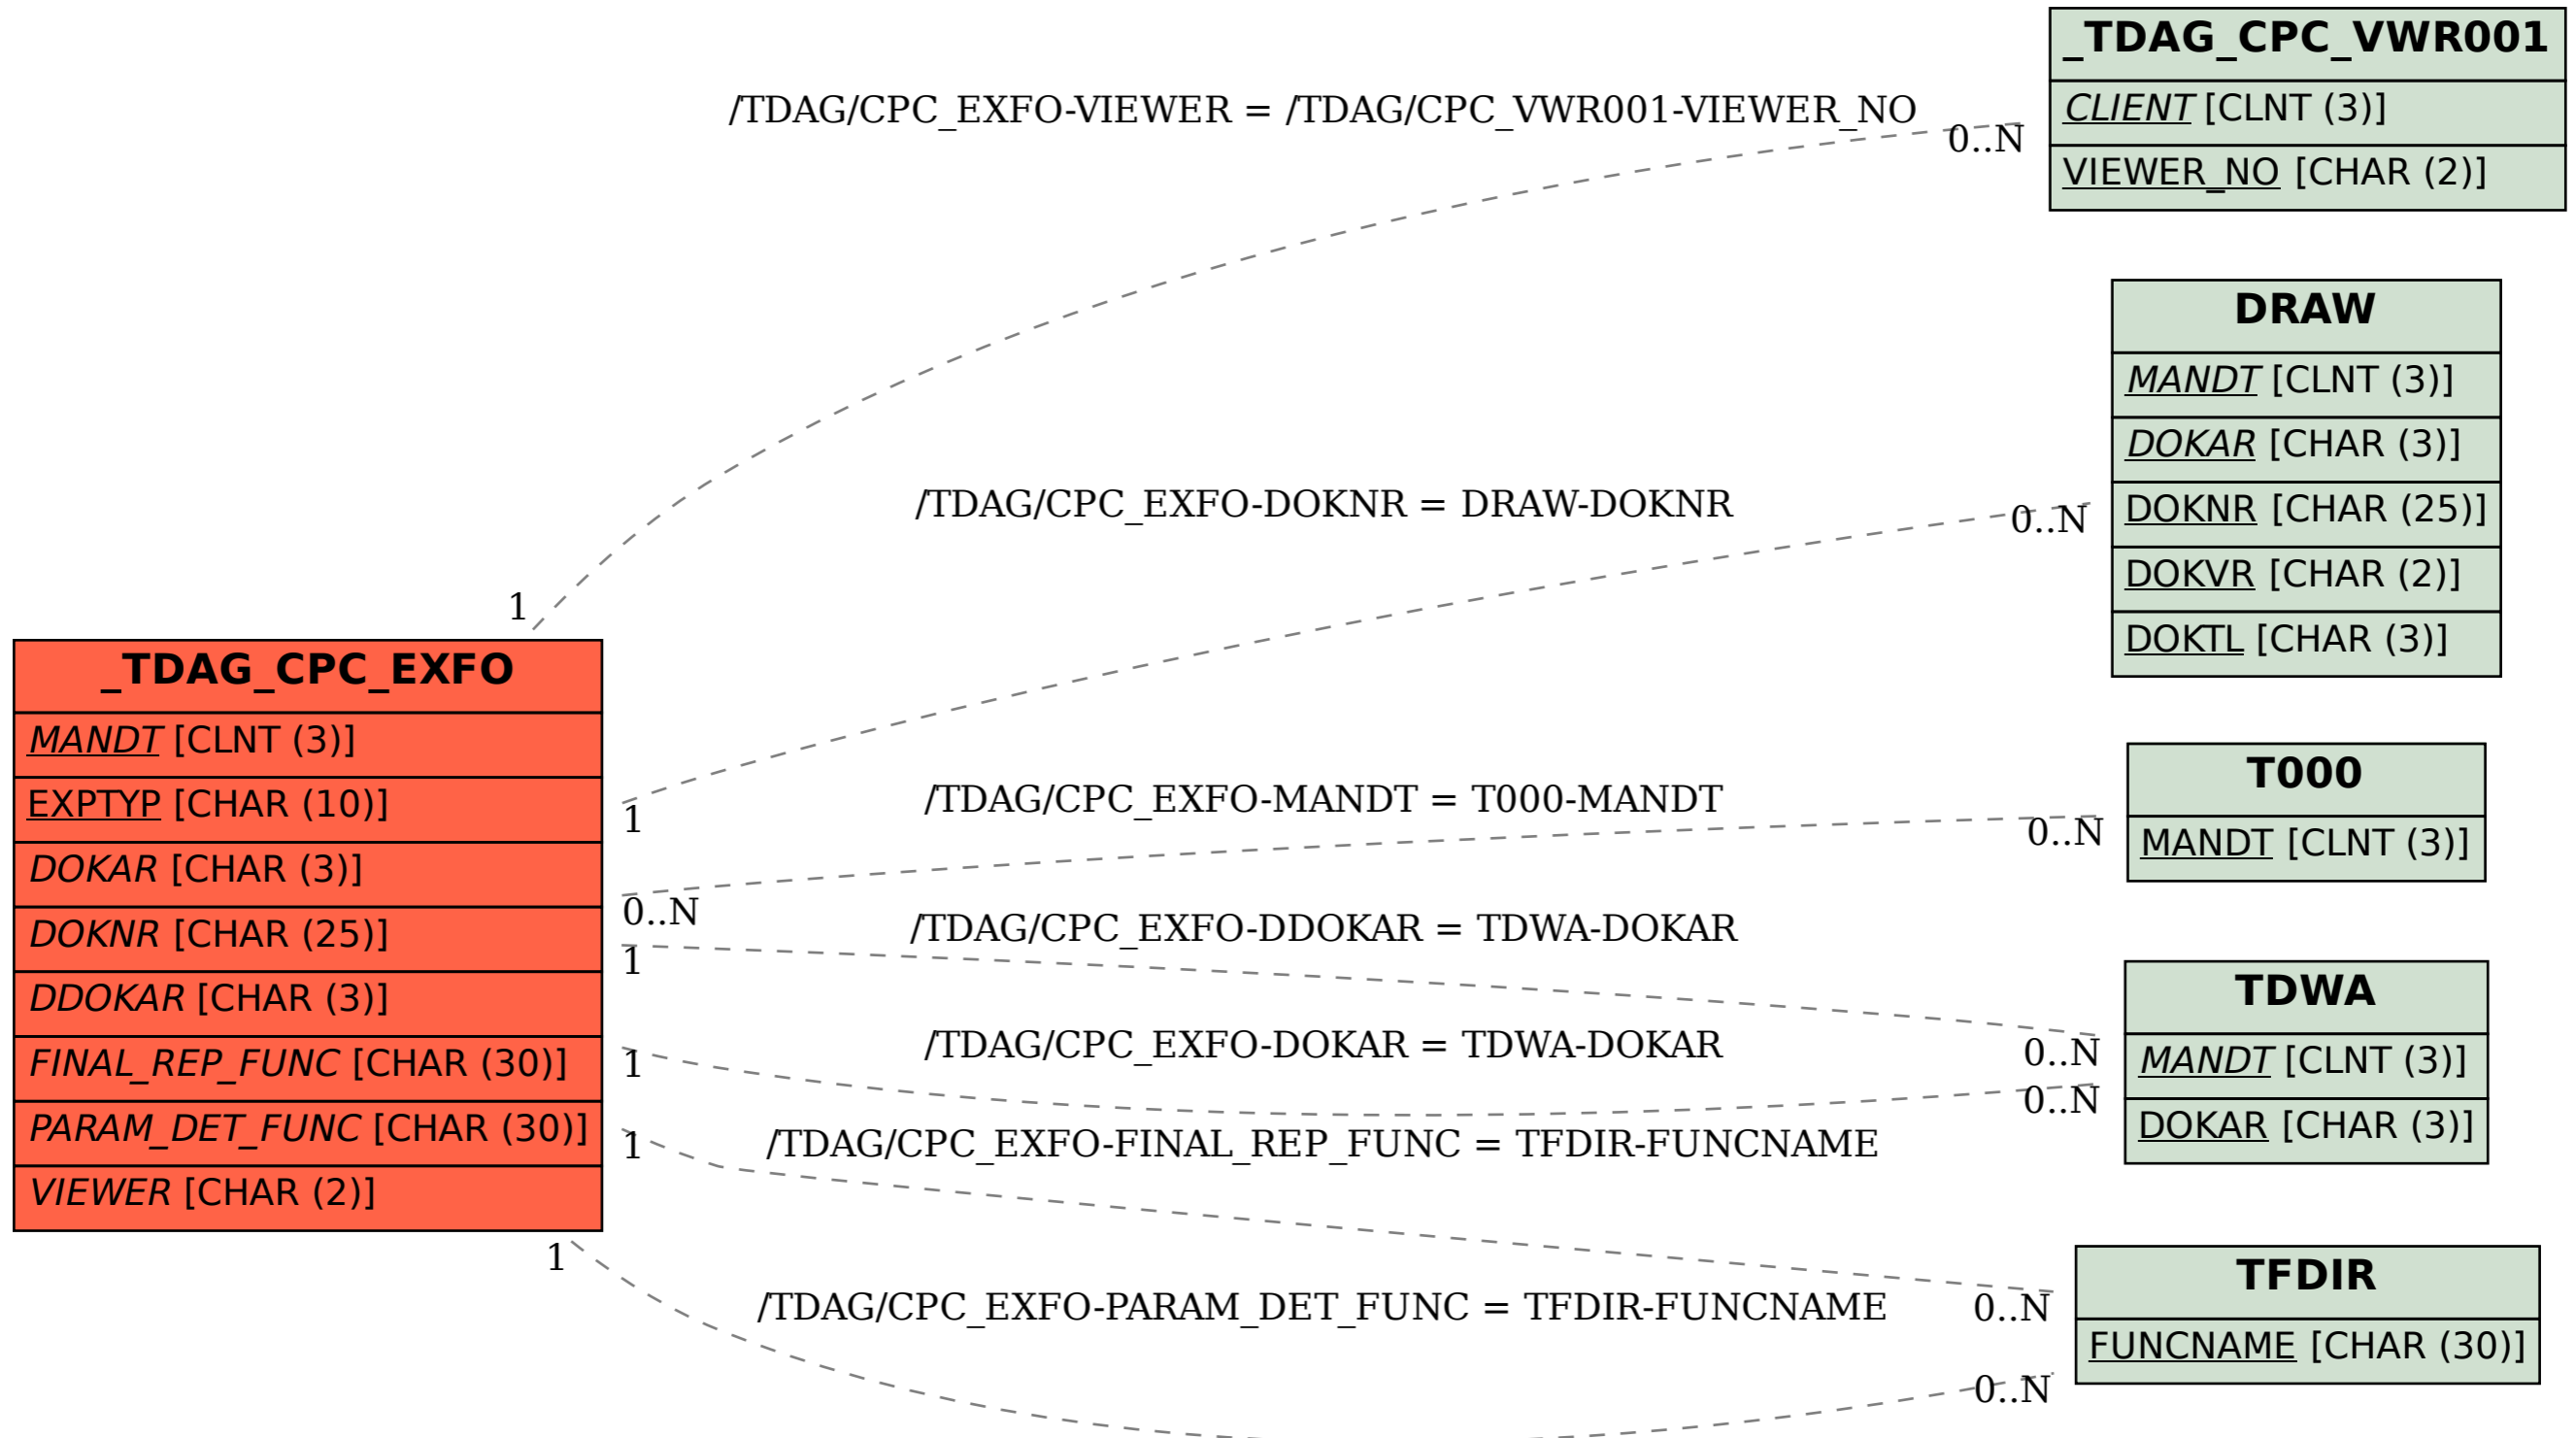 _TDAG_CPC_VWR001
CLIENT [CLNT (3)]
VIEWER_NO [CHAR (2)]
/TDAG/CPC_EXFO-VIEWER = /TDAG/CPC_VWR001-VIEWER_NO
0..N
1
DRAW
MANDT [CLNT (3)]
DOKAR [CHAR (3)]
DOKNR [CHAR (25)]
DOKVR [CHAR (2)]
DOKTL [CHAR (3)]
/TDAG/CPC_EXFO-DOKNR = DRAW-DOKNR
0..N
1
_TDAG_CPC_EXFO
MANDT [CLNT (3)]
EXPTYP [CHAR (10)]
DOKAR [CHAR (3)]
DOKNR [CHAR (25)]
DDOKAR [CHAR (3)]
FINAL_REP_FUNC [CHAR (30)]
PARAM_DET_FUNC [CHAR (30)]
VIEWER [CHAR (2)]
T000
MANDT [CLNT (3)]
/TDAG/CPC_EXFO-MANDT = T000-MANDT
0..N
0..N
/TDAG/CPC_EXFO-DDOKAR = TDWA-DOKAR
1
0..N
TDWA
MANDT [CLNT (3)]
DOKAR [CHAR (3)]
/TDAG/CPC_EXFO-DOKAR = TDWA-DOKAR
1
0..N
/TDAG/CPC_EXFO-FINAL_REP_FUNC = TFDIR-FUNCNAME
1
0..N
TFDIR
FUNCNAME [CHAR (30)]
/TDAG/CPC_EXFO-PARAM_DET_FUNC = TFDIR-FUNCNAME
1
0..N